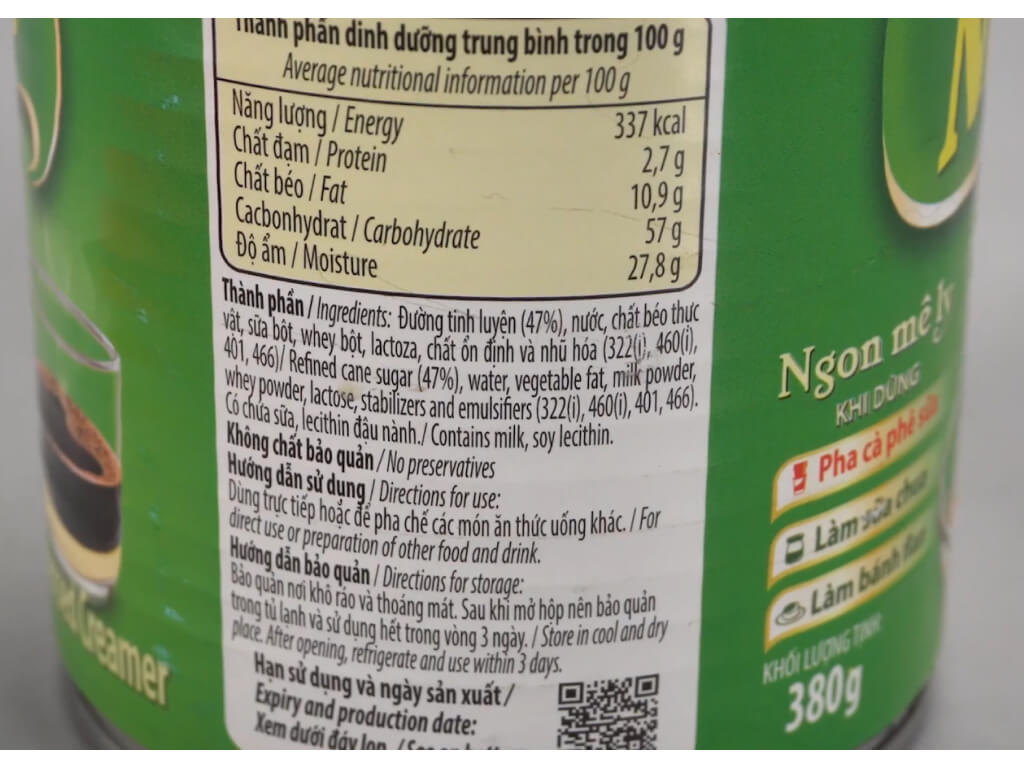 Thành phần dinh dưỡng trung bình trong 100 g
Average nutritional information per 100 g
Năng lượng / Energy 337 kcal
Chất đạm / Protein 2,7 g
Chất béo / Fat 10,9 g
Cacbonhydrat / Carbohydrate 57 g
Độ ẩm / Moisture 27,8 g
Thành phần / Ingredients: Đường tinh luyện (47%), nước, chất béo thực
vật, sữa bột, whey bột, lactoza, chất ổn định và nhũ hóa (322(i), 460(i),
401, 466)/ Refined cane sugar (47%), water, vegetable fat, milk powder,
whey powder, lactose, stabilizers and emulsifiers (322(i), 460(i), 401, 466).
Có chứa sữa, lecithin đậu nành./ Contains milk, soy lecithin.
Không chất bảo quản / No preservatives
Hướng dẫn sử dụng / Directions for use:
Dùng trực tiếp hoặc để pha chế các món ăn thức uống khác. / For
direct use or preparation of other food and drink.
Hướng dẫn bảo quản / Directions for storage:
Bảo quản nơi khô ráo và thoáng mát. Sau khi mở hộp nên bảo quản
trong tủ lạnh và sử dụng hết trong vòng 3 ngày. / Store in cool and dry
place. After opening, refrigerate and use within 3 days.
Hạn sử dụng và ngày sản xuất /
Expiry and production date:
Xem dưới đáy lon. / See on
Creamer
Ngon mê ly
KHI DÙNG
Pha cà phê sữa
Làm sữa chua
Làm bánh flan
KHỐI LƯỢNG TỊNH
380g